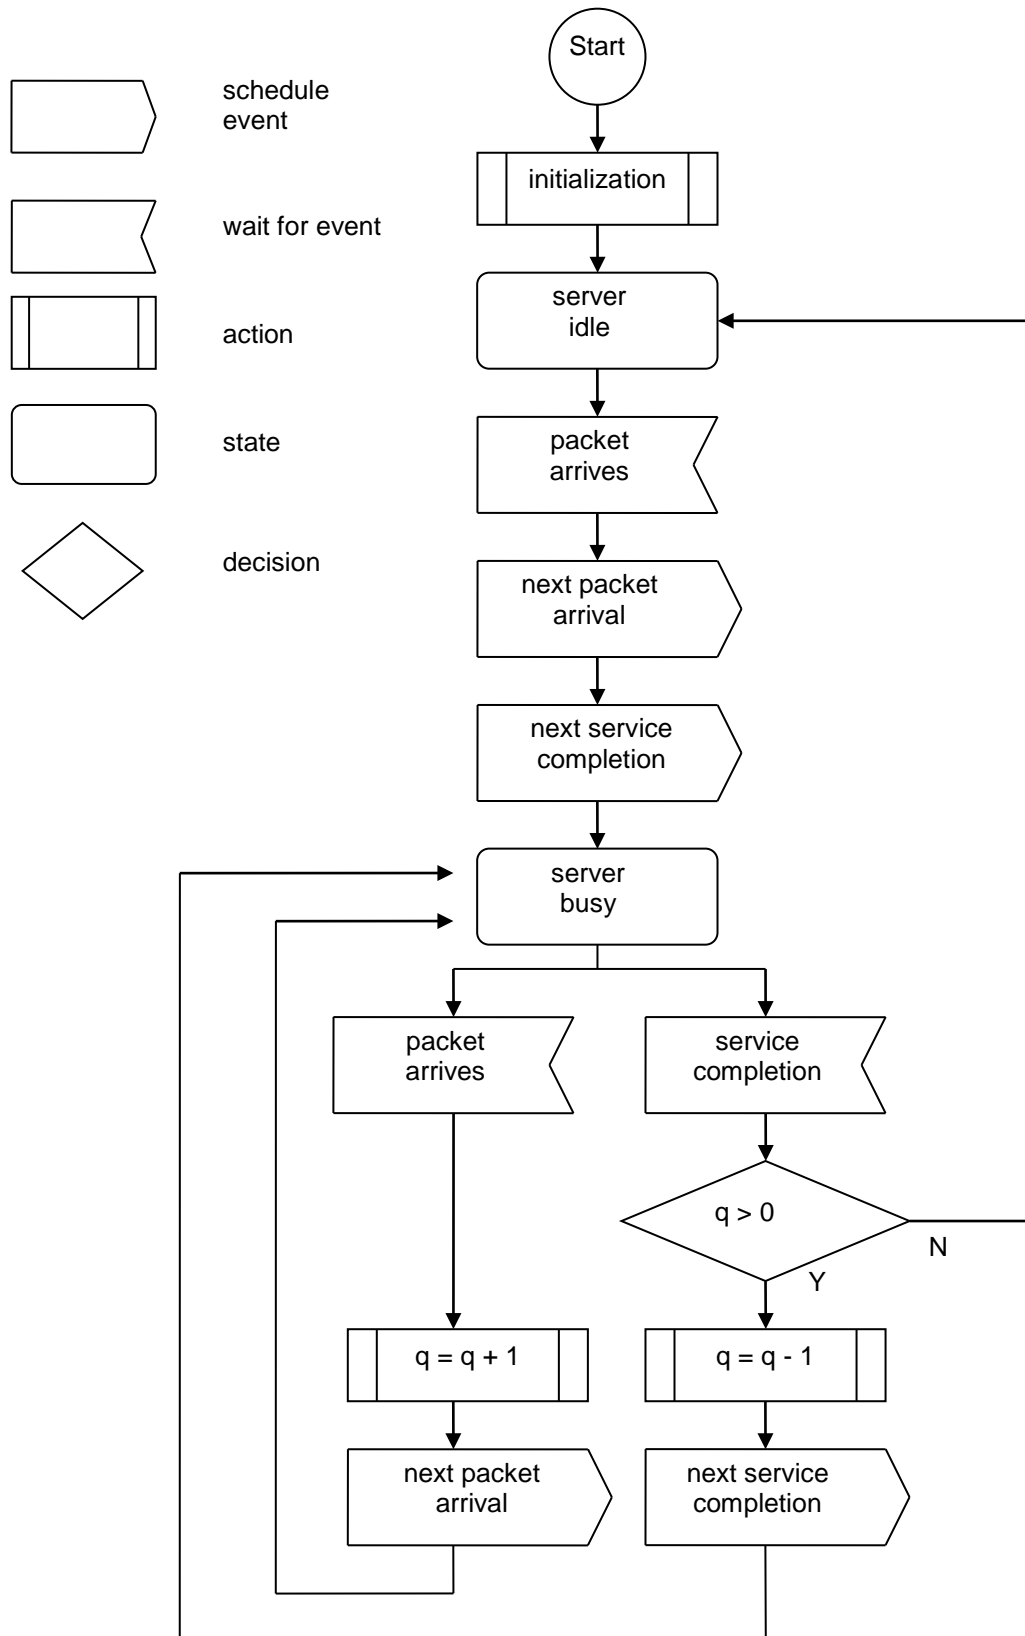 Start
schedule
event
wait for event
action
state
decision
initialization
server
idle
packet
arrives
next packet
arrival
next service
completion
server
busy
packet
arrives
service
completion
q > 0
N
Y
q = q + 1
q = q - 1
next packet
arrival
next service
completion